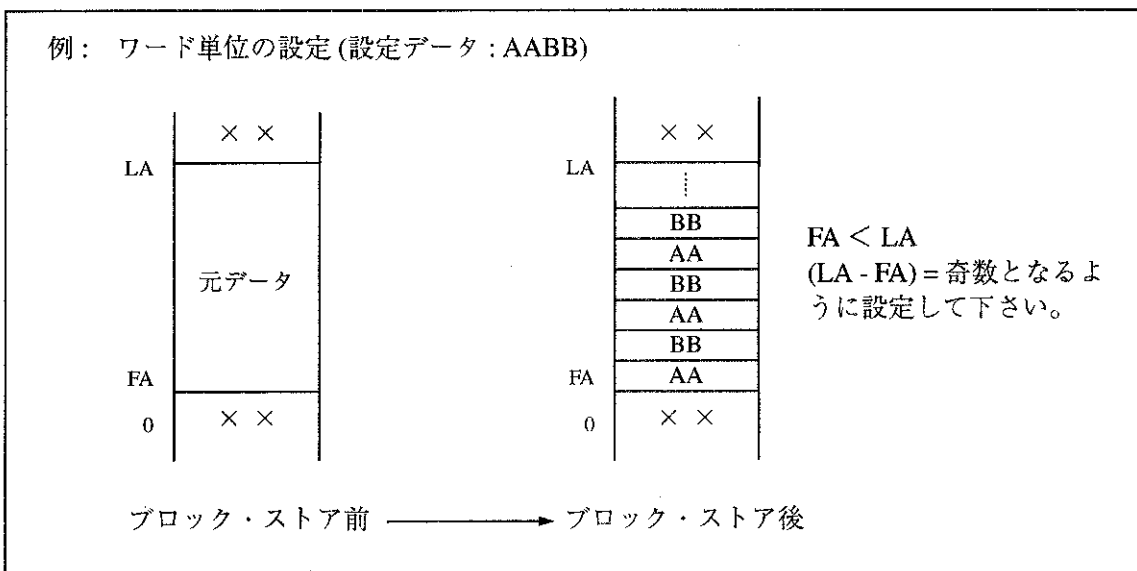 例： ワード単位の設定 (設定データ : AABB)
× ×
LA
元データ
FA
0
× ×
× ×
LA
BB
AA
BB
AA
BB
FA
AA
0
× ×
FA < LA
(LA - FA) = 奇数となるよ
うに設定して下さい。
ブロック・ストア前 → ブロック・ストア後